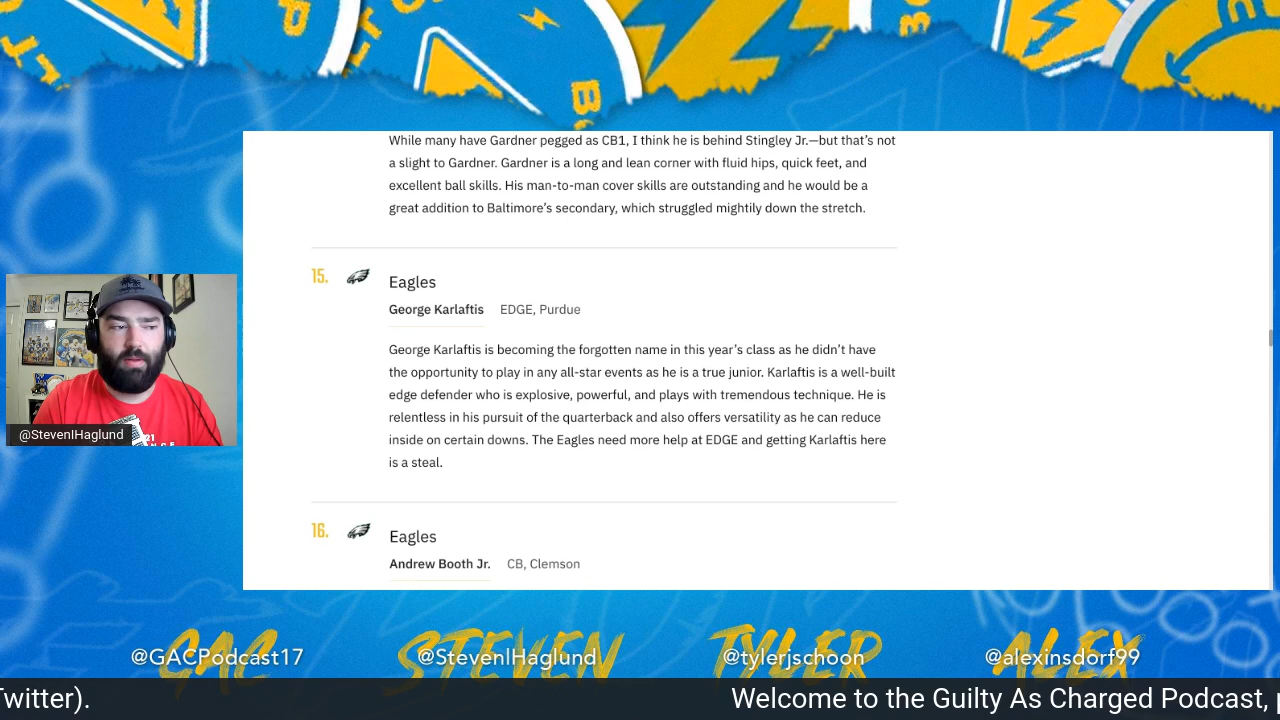 While many have Gardner pegged as CB1, I think he is behind Stingley Jr.—but that's not
a slight to Gardner. Gardner is a long and lean corner with fluid hips, quick feet, and
excellent ball skills. His man-to-man cover skills are outstanding and he would be a
great addition to Baltimore's secondary, which struggled mightily down the stretch.
15.
Eagles
George Karlaftis EDGE, Purdue
George Karlaftis is becoming the forgotten name in this year's class as he didn't have
the opportunity to play in any all-star events as he is a true junior. Karlaftis is a well-built
edge defender who is explosive, powerful, and plays with tremendous technique. He is
relentless in his pursuit of the quarterback and also offers versatility as he can reduce
inside on certain downs. The Eagles need more help at EDGE and getting Karlaftis here
is a steal.
16.
Eagles
Andrew Booth Jr. CB, Clemson
@StevenIHaglund
GAC STEVEN TYLER ALEX
@GACPodcast17 @StevenIHaglund @tylerjschoon @alexinsdorf99
Twitter). Welcome to the Guilty As Charged Podcast,